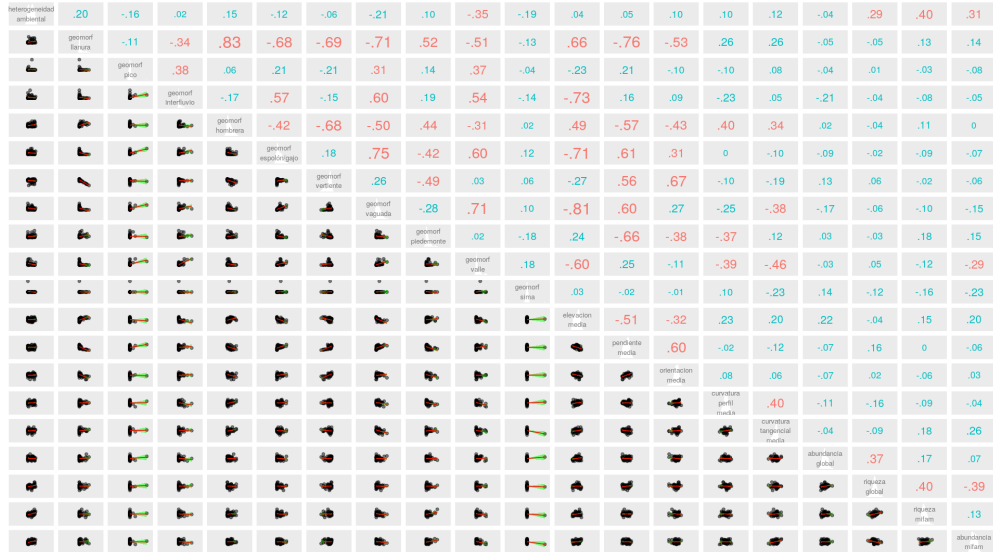 heterogeneidad
ambiental
.20 -.16 .02 .15 -.12 -.06 -.21 .10 -.35 -.19 .04 .05 .10 .10 .12 -.04 .29 .40 .31
geomorf
llanura
-.11 -.34 .83 -.68 -.69 -.71 .52 -.51 -.13 .66 -.76 -.53 .26 .26 -.05 -.05 .13 .14
geomorf
pico
.38 .06 .21 -.21 .31 .14 .37 -.04 -.23 .21 -.10 -.10 .08 -.04 .01 -.03 -.08
geomorf
interfluvio
-.17 .57 -.15 .60 .19 .54 -.14 -.73 .16 .09 -.23 .05 -.21 -.04 -.08 -.05
geomorf
hombrera
-.42 -.68 -.50 .44 -.31 .02 .49 -.57 -.43 .40 .34 .02 -.04 .11 0
geomorf
espolón/gajo
.18 .75 -.42 .60 .12 -.71 .61 .31 0 -.10 -.09 -.02 -.09 -.07
geomorf
vertiente
.26 -.49 .03 .06 -.27 .56 .67 -.10 -.19 .13 .06 -.02 -.06
geomorf
vaguada
-.28 .71 .10 -.81 .60 .27 -.25 -.38 -.17 -.06 -.10 -.15
geomorf
piedemonte
.02 -.18 .24 -.66 -.38 -.37 .12 .03 -.03 .18 .15
geomorf
valle
.18 -.60 .25 -.11 -.39 -.46 -.03 .05 -.12 -.29
geomorf
sima
.03 -.02 -.01 .10 -.23 .14 -.12 -.16 -.23
elevacion
media
-.51 -.32 .23 .20 .22 -.04 .15 .20
pendiente
media
.60 -.02 -.12 -.07 .16 0 -.06
orientacion
media
.08 .06 -.07 .02 -.06 .03
curvatura
perfil
media
.40 -.11 -.16 -.09 -.04
curvatura
tangencial
media
-.04 -.09 .18 .26
abundancia
global
.37 .17 .07
riqueza
global
.40 -.39
riqueza
mifam
.13
abundancia
mifam